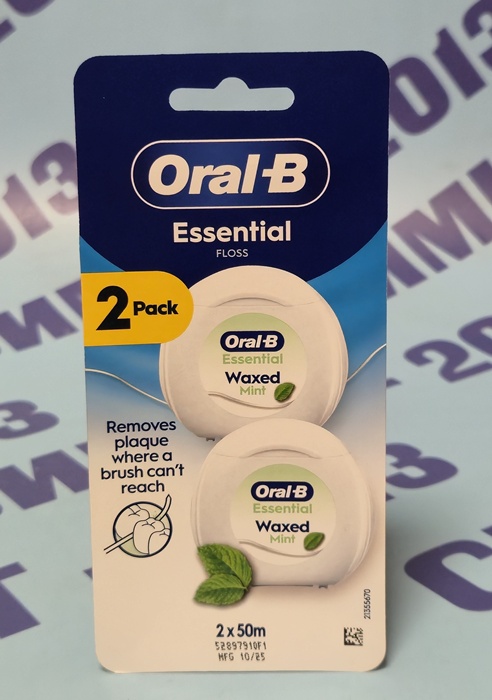 Oral-B
Essential
FLOSS
2 Pack
Oral-B
Essential
Waxed
Mint
Removes
plaque
where a
brush can't
reach
Oral-B
Essential
Waxed
Mint
2 x 50m
52897910F1
MFG 10/25
21355670
2013